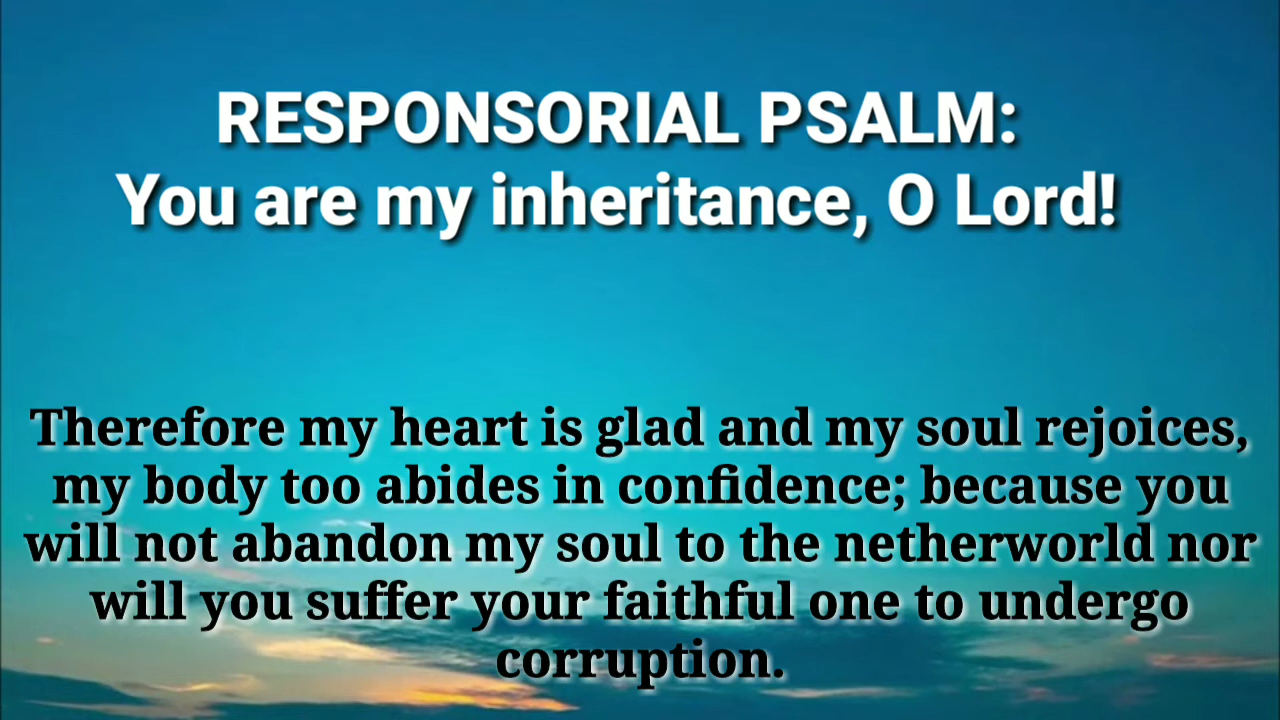 RESPONSORIAL PSALM:
You are my inheritance, O Lord!
Therefore my heart is glad and my soul rejoices,
my body too abides in confidence; because you
will not abandon my soul to the netherworld nor
will you suffer your faithful one to undergo
corruption.